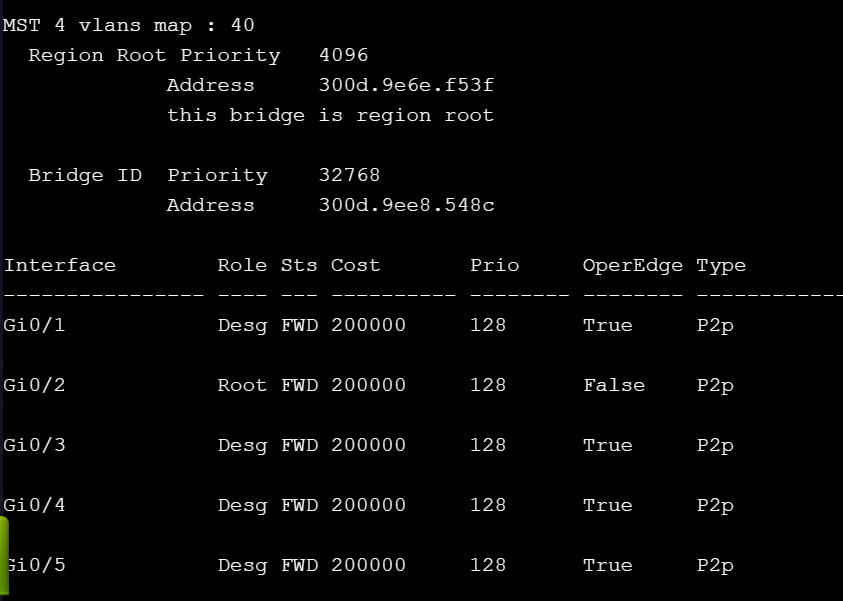 MST 4 vlans map : 40
Region Root Priority 4096
Address 300d.9e6e.f53f
this bridge is region root
Bridge ID Priority 32768
Address 300d.9ee8.548c
Interface Role Sts Cost Prio OperEdge Type
---------------- ---- --- ---------- -------- -------- ------------
Gi0/1 Desg FWD 200000 128 True P2p
Gi0/2 Root FWD 200000 128 False P2p
Gi0/3 Desg FWD 200000 128 True P2p
Gi0/4 Desg FWD 200000 128 True P2p
Gi0/5 Desg FWD 200000 128 True P2p